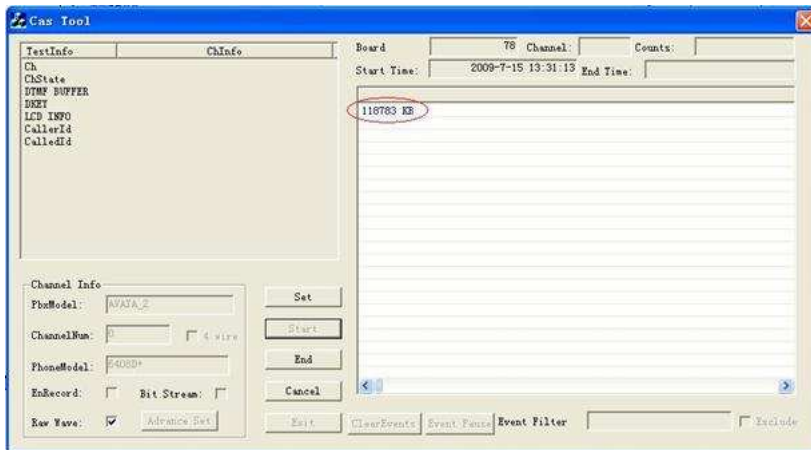 Cas Tool
Board 78 Channel: Counts:
Start Time: 2009-7-15 13:31:13 End Time:
TestInfo ChInfo
Ch
ChState
DTMF BUFFER
DKEY
LCD INFO
CallerId
CalledId
118783 KB
Channel Info
PbxModel: AVAYA_2
ChannelNum: 0 4 wire
PhoneModel: 6408D+
EnRecord: Bit Stream:
Raw Wave: Advance Set
Set
Start
End
Cancel
Exit
ClearEvents Event Pause Event Filter Exclude